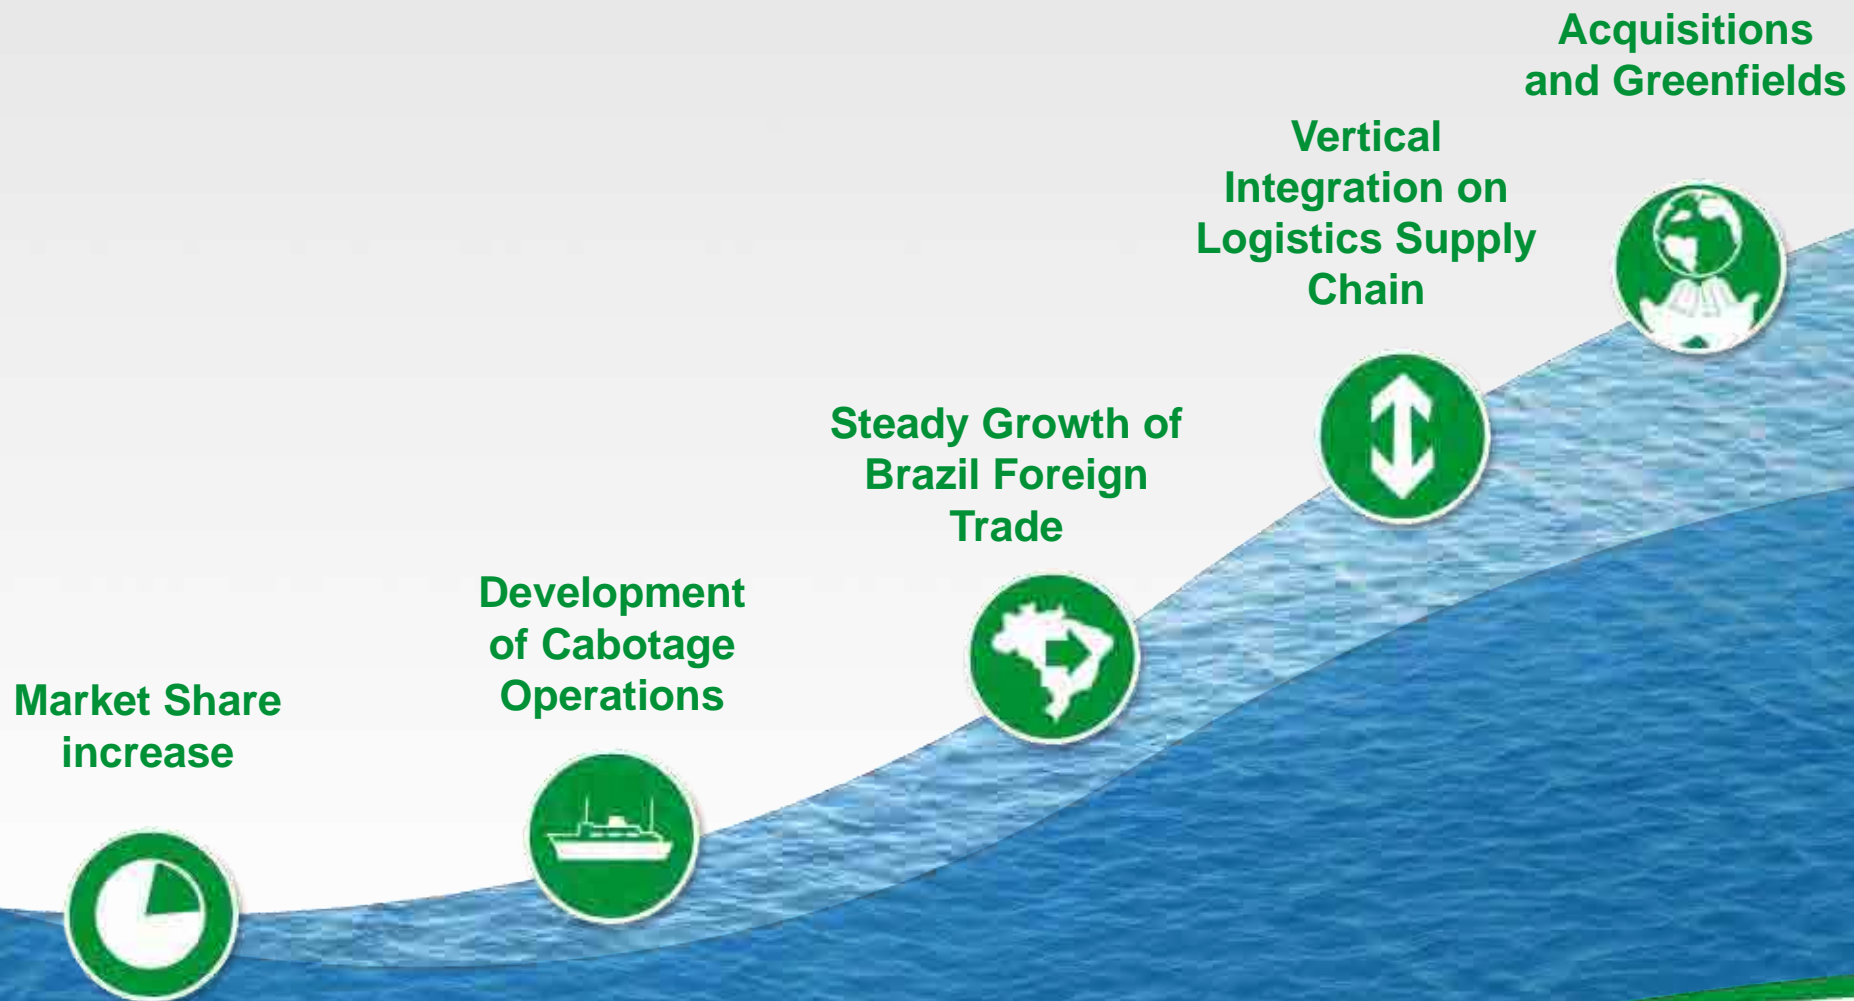 Market Share
increase
Development
of Cabotage
Operations
Steady Growth of
Brazil Foreign
Trade
Vertical
Integration on
Logistics Supply
Chain
Acquisitions
and Greenfields